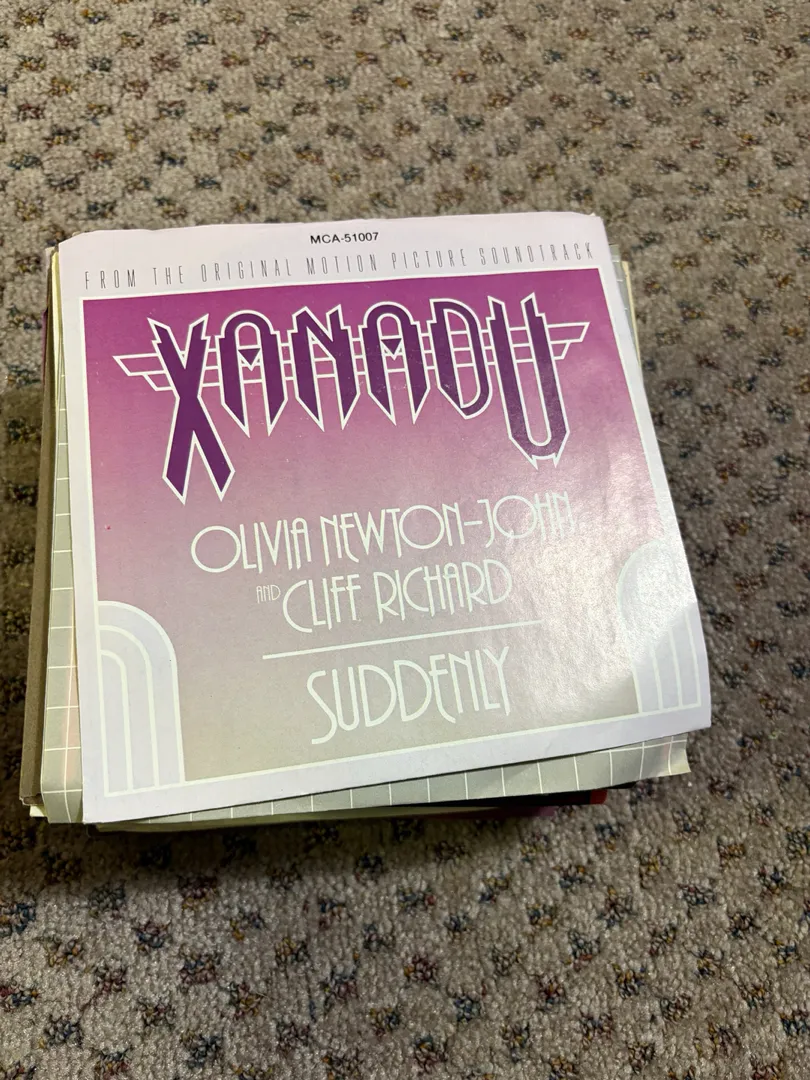 MCA-51007
FROM THE ORIGINAL MOTION PICTURE SOUNDTRACK
XANADU
OLIVIA NEWTON-JOHN
AND CLIFF RICHARD
SUDDENLY